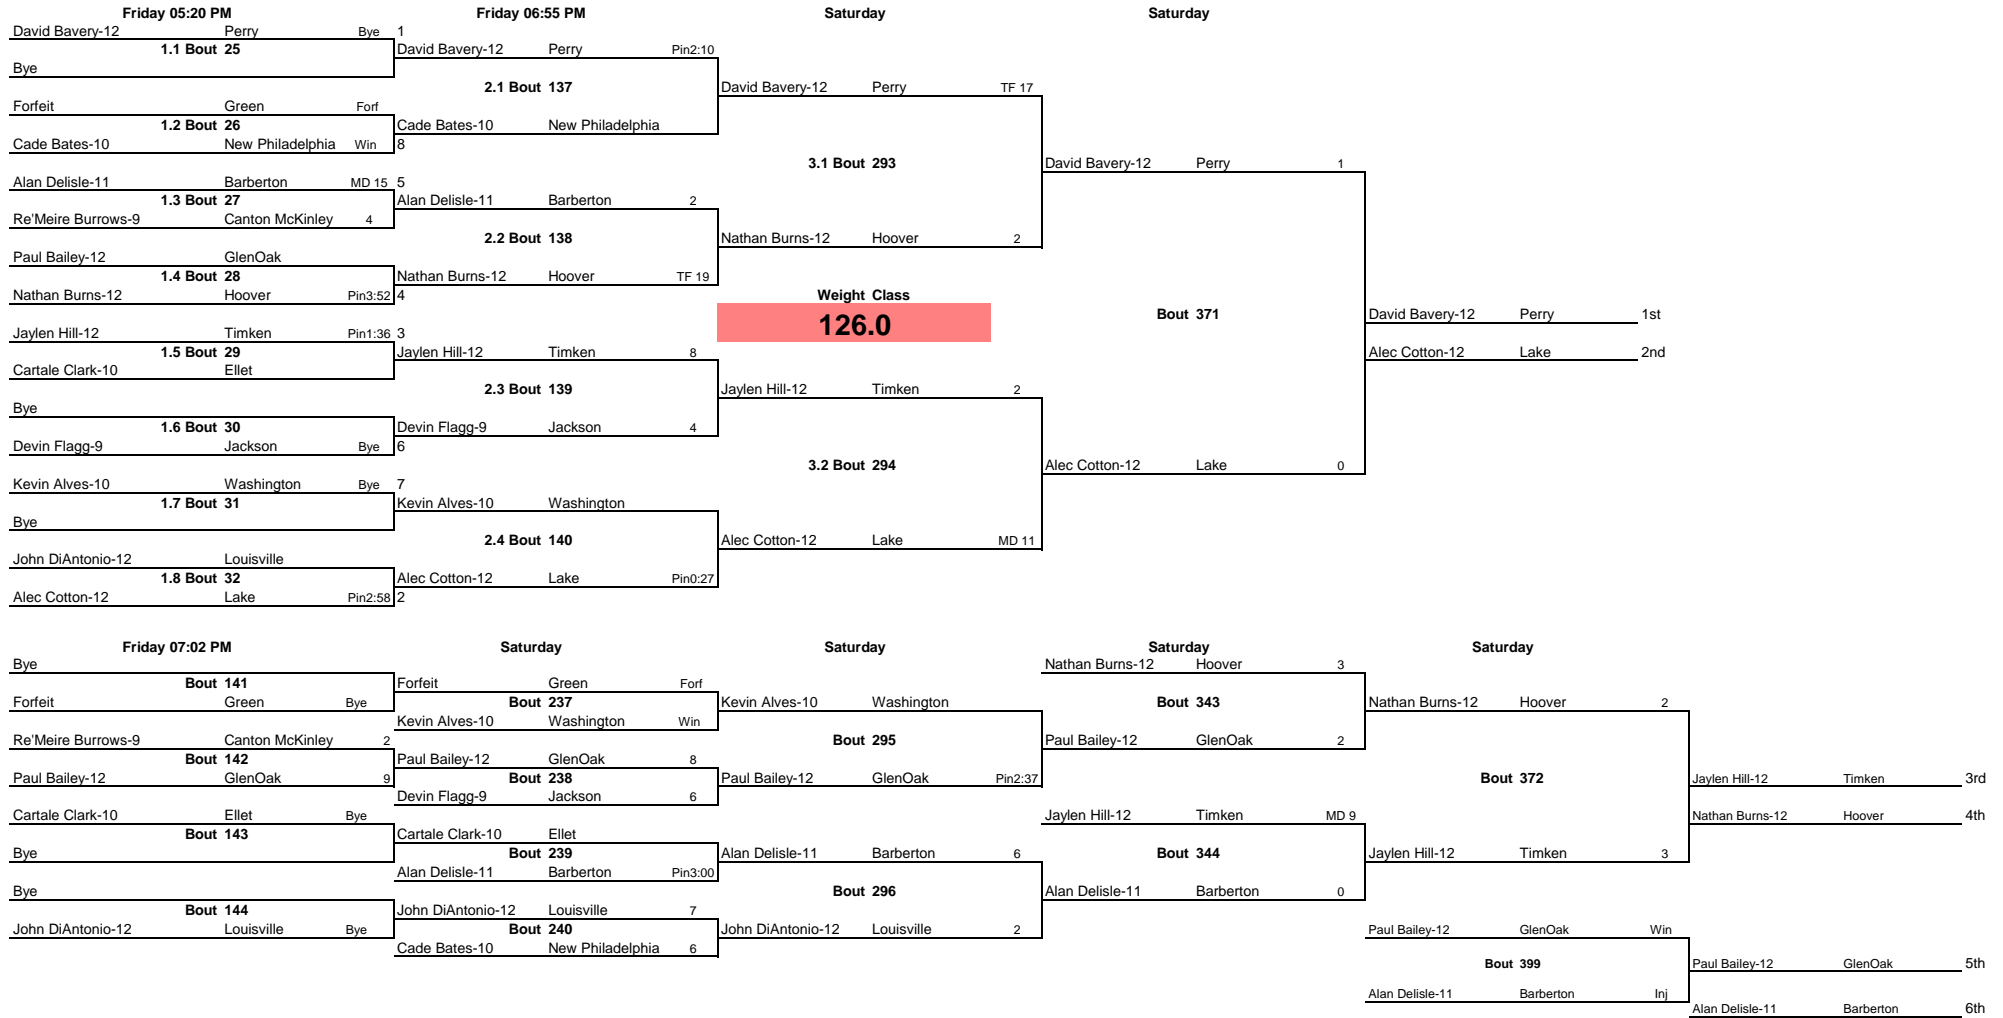 Friday 05:20 PM Friday 06:55 PM Saturday Saturday
David Bavery-12 Perry Bye 1
1.1 Bout 25 David Bavery-12 Perry Pin2:10
Bye
2.1 Bout 137 David Bavery-12 Perry TF 17
Forfeit Green Forf
1.2 Bout 26 Cade Bates-10 New Philadelphia
Cade Bates-10 New Philadelphia Win 8
3.1 Bout 293 David Bavery-12 Perry 1
Alan Delisle-11 Barberton MD 15 5
1.3 Bout 27 Alan Delisle-11 Barberton 2
Re'Meire Burrows-9 Canton McKinley 4
2.2 Bout 138 Nathan Burns-12 Hoover 2
Paul Bailey-12 GlenOak
1.4 Bout 28 Nathan Burns-12 Hoover TF 19
Nathan Burns-12 Hoover Pin3:52 4 Weight Class
126.0 Bout 371 David Bavery-12 Perry 1st
Jaylen Hill-12 Timken Pin1:36 3
1.5 Bout 29 Jaylen Hill-12 Timken 8 Alec Cotton-12 Lake 2nd
Cartale Clark-10 Ellet
2.3 Bout 139 Jaylen Hill-12 Timken 2
Bye
1.6 Bout 30 Devin Flagg-9 Jackson 4
Devin Flagg-9 Jackson Bye 6
3.2 Bout 294 Alec Cotton-12 Lake 0
Kevin Alves-10 Washington Bye 7
1.7 Bout 31 Kevin Alves-10 Washington
Bye
2.4 Bout 140 Alec Cotton-12 Lake MD 11
John DiAntonio-12 Louisville
1.8 Bout 32 Alec Cotton-12 Lake Pin0:27
Alec Cotton-12 Lake Pin2:58 2
Friday 07:02 PM Saturday Saturday Saturday Saturday
Bye Nathan Burns-12 Hoover 3
Bout 141 Forfeit Green Forf
Forfeit Green Bye Bout 237 Kevin Alves-10 Washington Bout 343 Nathan Burns-12 Hoover 2
Kevin Alves-10 Washington Win
Re'Meire Burrows-9 Canton McKinley 2 Bout 295 Paul Bailey-12 GlenOak 2
Bout 142 Paul Bailey-12 GlenOak 8
Paul Bailey-12 GlenOak 9 Bout 238 Paul Bailey-12 GlenOak Pin2:37 Bout 372 Jaylen Hill-12 Timken 3rd
Devin Flagg-9 Jackson 6
Cartale Clark-10 Ellet Bye Jaylen Hill-12 Timken MD 9 Nathan Burns-12 Hoover 4th
Bout 143 Cartale Clark-10 Ellet
Bye Bout 239 Alan Delisle-11 Barberton 6 Bout 344 Jaylen Hill-12 Timken 3
Alan Delisle-11 Barberton Pin3:00
Bye Bout 296 Alan Delisle-11 Barberton 0
Bout 144 John DiAntonio-12 Louisville 7
John DiAntonio-12 Louisville Bye Bout 240 John DiAntonio-12 Louisville 2 Paul Bailey-12 GlenOak Win
Cade Bates-10 New Philadelphia 6
Bout 399 Paul Bailey-12 GlenOak 5th
Alan Delisle-11 Barberton Inj
Alan Delisle-11 Barberton 6th